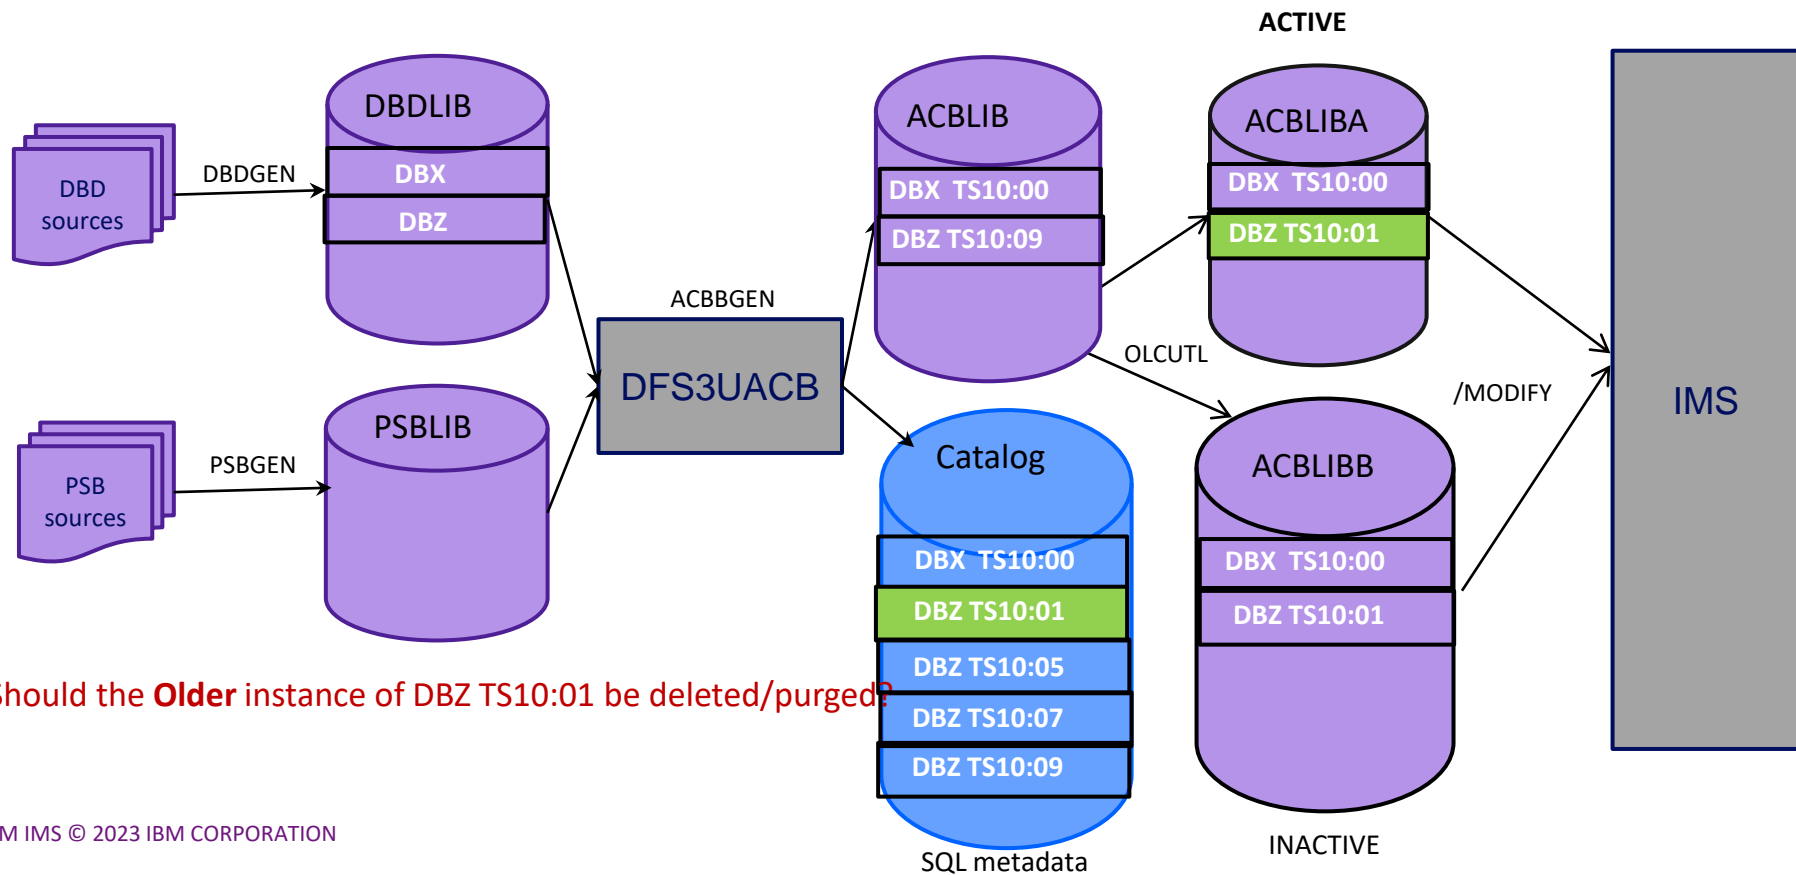 ACTIVE
DBD
sources
DBDGEN
DBDLIB
DBX
DBZ
PSB
sources
PSBGEN
PSBLIB
ACBBGEN
DFS3UACB
ACBLIB
DBX TS10:00
DBZ TS10:09
ACBLIBA
DBX TS10:00
DBZ TS10:01
OLCUTL
/MODIFY
IMS
Catalog
DBX TS10:00
DBZ TS10:01
DBZ TS10:05
DBZ TS10:07
DBZ TS10:09
SQL metadata
ACBLIBB
DBX TS10:00
DBZ TS10:01
INACTIVE
Should the Older instance of DBZ TS10:01 be deleted/purged?
M IMS © 2023 IBM CORPORATION